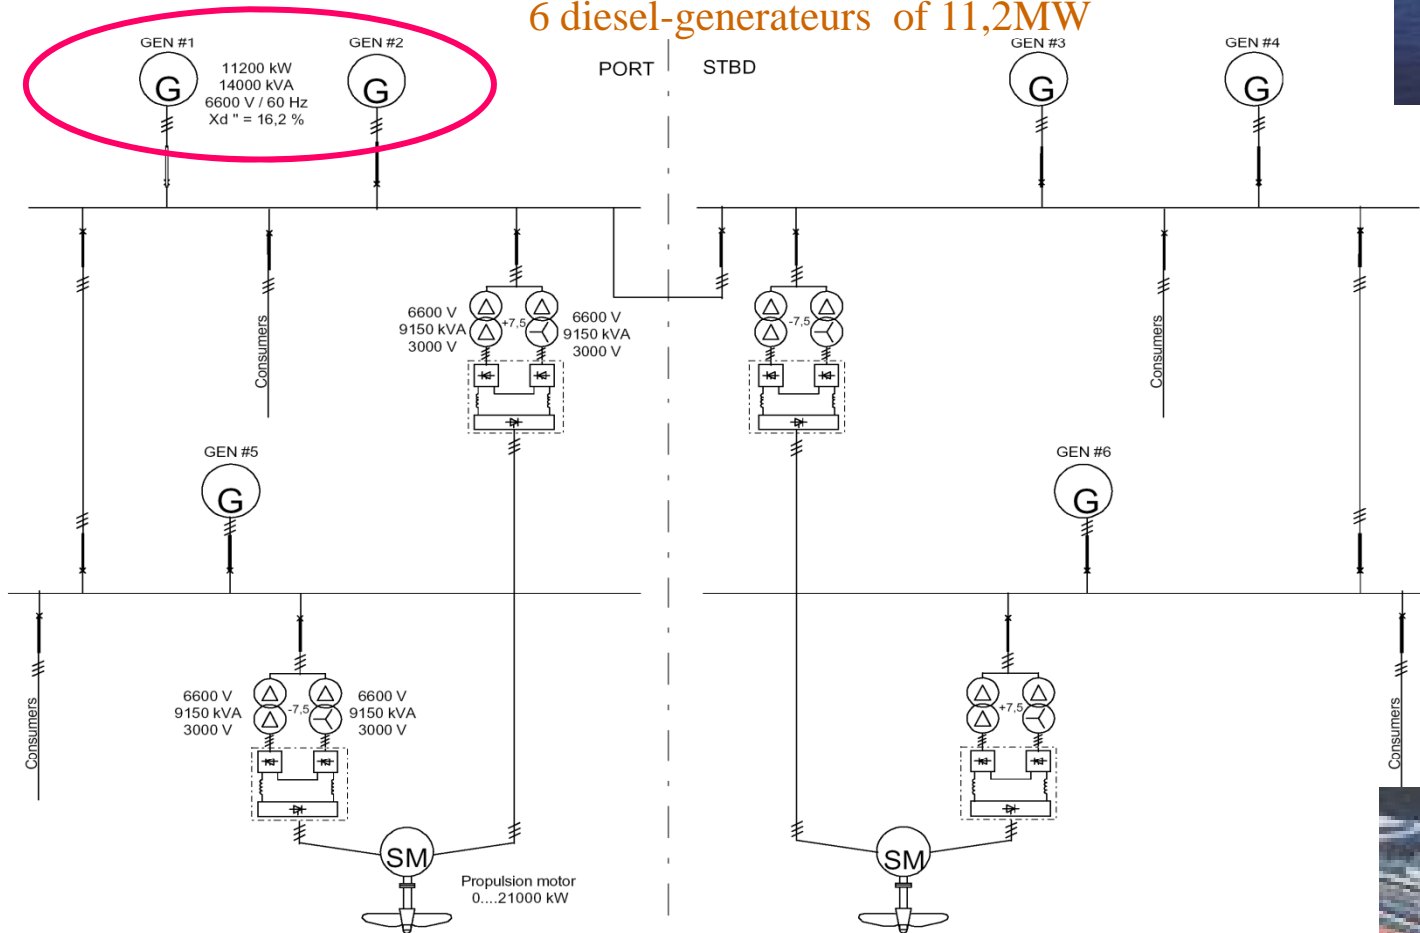 6 diesel-generateurs of 11,2MW
GEN #1
GEN #2
GEN #3
GEN #4
G
G
G
G
11200 kW
14000 kVA
6600 V / 60 Hz
Xd " = 16,2 %
PORT
STBD
6600 V
9150 kVA
3000 V
+7,5
6600 V
9150 kVA
3000 V
-7,5
Consumers
Consumers
GEN #5
GEN #6
G
G
6600 V
9150 kVA
3000 V
-7,5
6600 V
9150 kVA
3000 V
+7,5
Consumers
Consumers
SM
SM
Propulsion motor
0....21000 kW